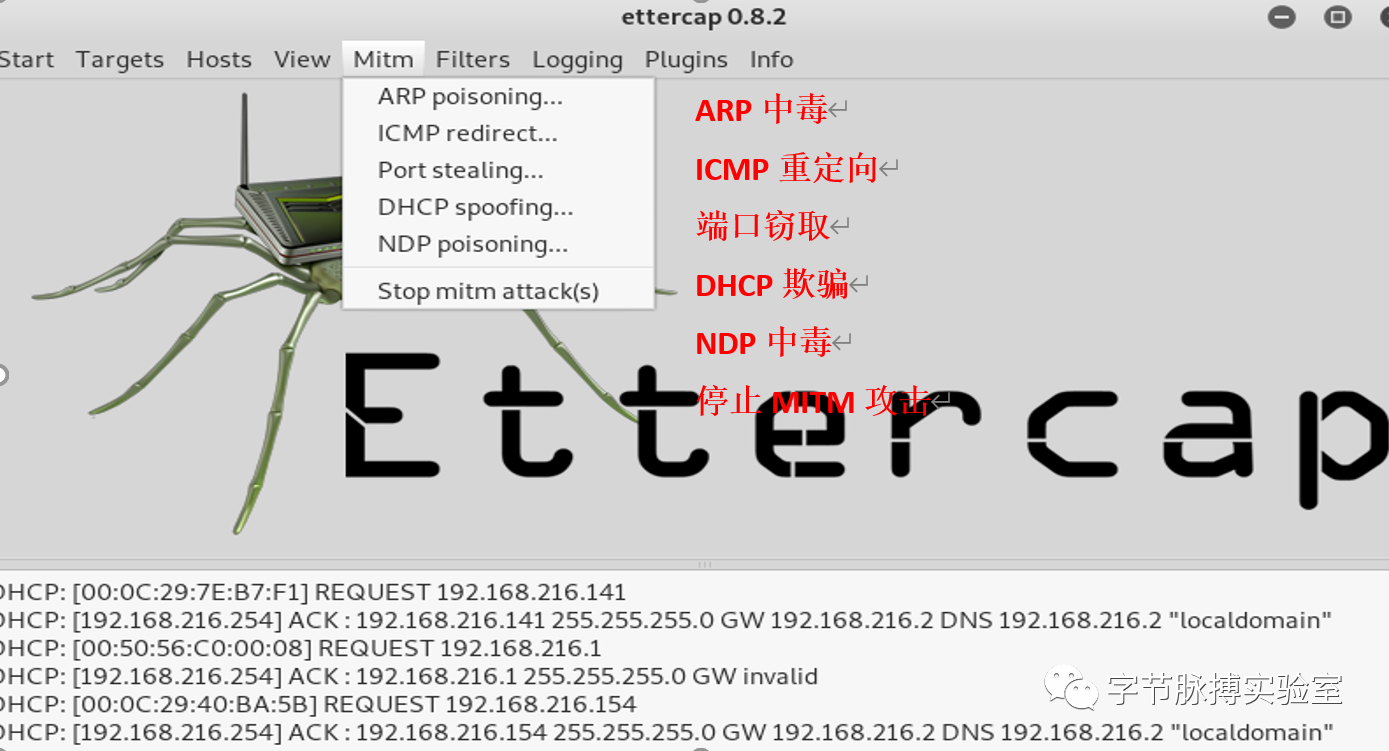 ettercap 0.8.2
Start Targets Hosts View Mitm Filters Logging Plugins Info
ARP poisoning...
ICMP redirect...
Port stealing...
DHCP spoofing...
NDP poisoning...
Stop mitm attack(s)
ARP 中毒↵
ICMP 重定向↵
端口窃取↵
DHCP 欺骗↵
NDP 中毒↵
停止 MITM 攻击↵
Ettercap
DHCP: [00:0C:29:7E:B7:F1] REQUEST 192.168.216.141
DHCP: [192.168.216.254] ACK : 192.168.216.141 255.255.255.0 GW 192.168.216.2 DNS 192.168.216.2 "localdomain"
DHCP: [00:50:56:C0:00:08] REQUEST 192.168.216.1
DHCP: [192.168.216.254] ACK : 192.168.216.1 255.255.255.0 GW invalid
DHCP: [00:0C:29:40:BA:5B] REQUEST 192.168.216.154
DHCP: [192.168.216.254] ACK : 192.168.216.154 255.255.255.0 GW 192.168.216.2 DNS 192.168.216.2 "localdomain"
字节脉搏实验室